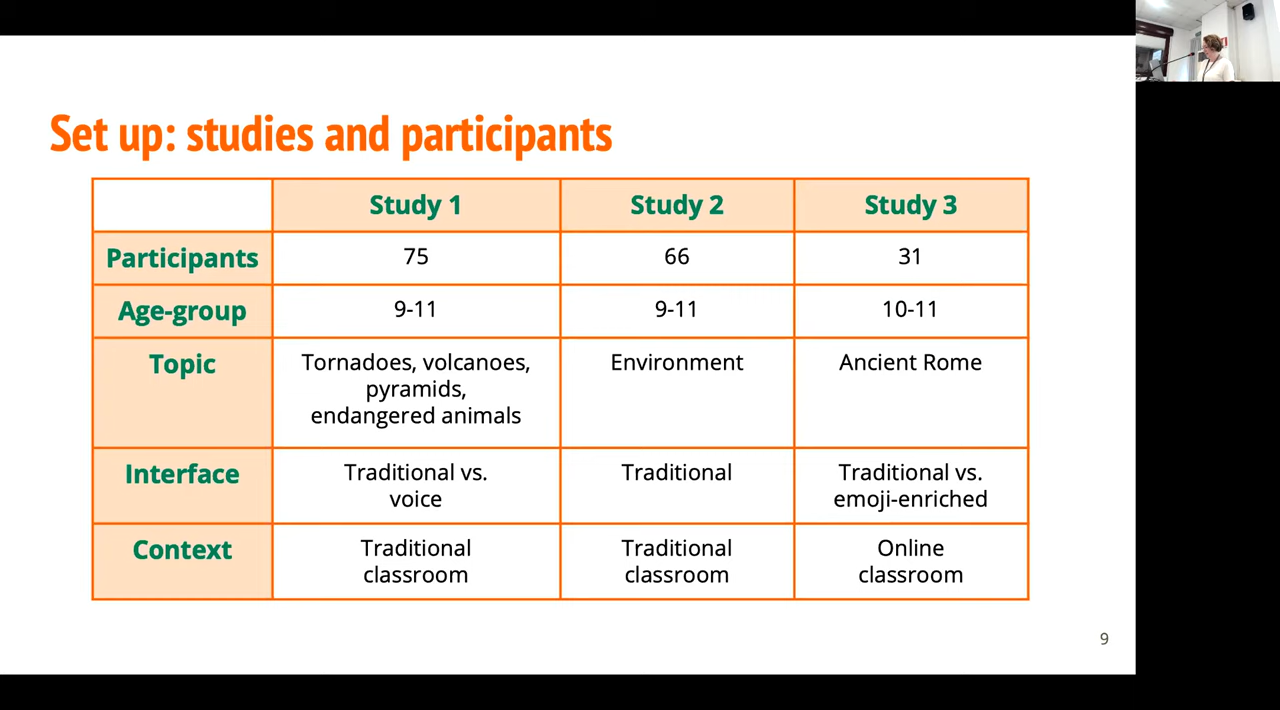 Set up: studies and participants
Study 1 Study 2 Study 3
Participants 75 66 31
Age-group 9-11 9-11 10-11
Topic Tornadoes, volcanoes, Environment Ancient Rome
pyramids,
endangered animals
Interface Traditional vs. Traditional Traditional vs.
voice emoji-enriched
Context Traditional Traditional Online
classroom classroom classroom
9